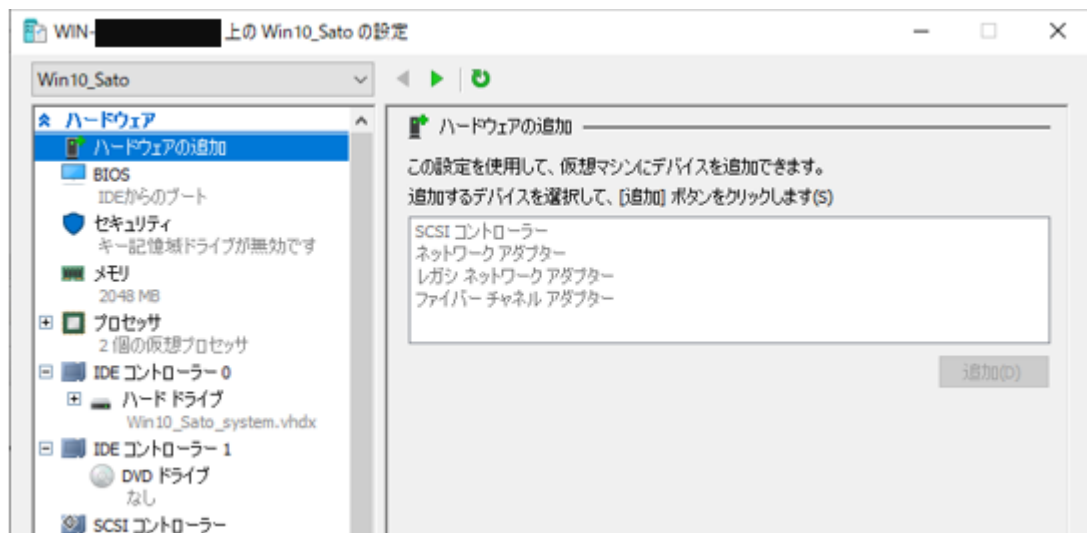 WIN- 上の Win10_Sato の設定
Win10_Sato
ハードウェア
ハードウェアの追加
BIOS
IDEからのブート
セキュリティ
キー記憶域ドライブが無効です
メモリ
2048 MB
プロセッサ
2 個の仮想プロセッサ
IDE コントローラー 0
ハード ドライブ
Win10_Sato_system.vhdx
IDE コントローラー 1
DVD ドライブ
なし
SCSI コントローラー
ハードウェアの追加
この設定を使用して、仮想マシンにデバイスを追加できます。
追加するデバイスを選択して、[追加] ボタンをクリックします(S)
SCSI コントローラー
ネットワーク アダプター
レガシ ネットワーク アダプター
ファイバー チャネル アダプター
追加(D)